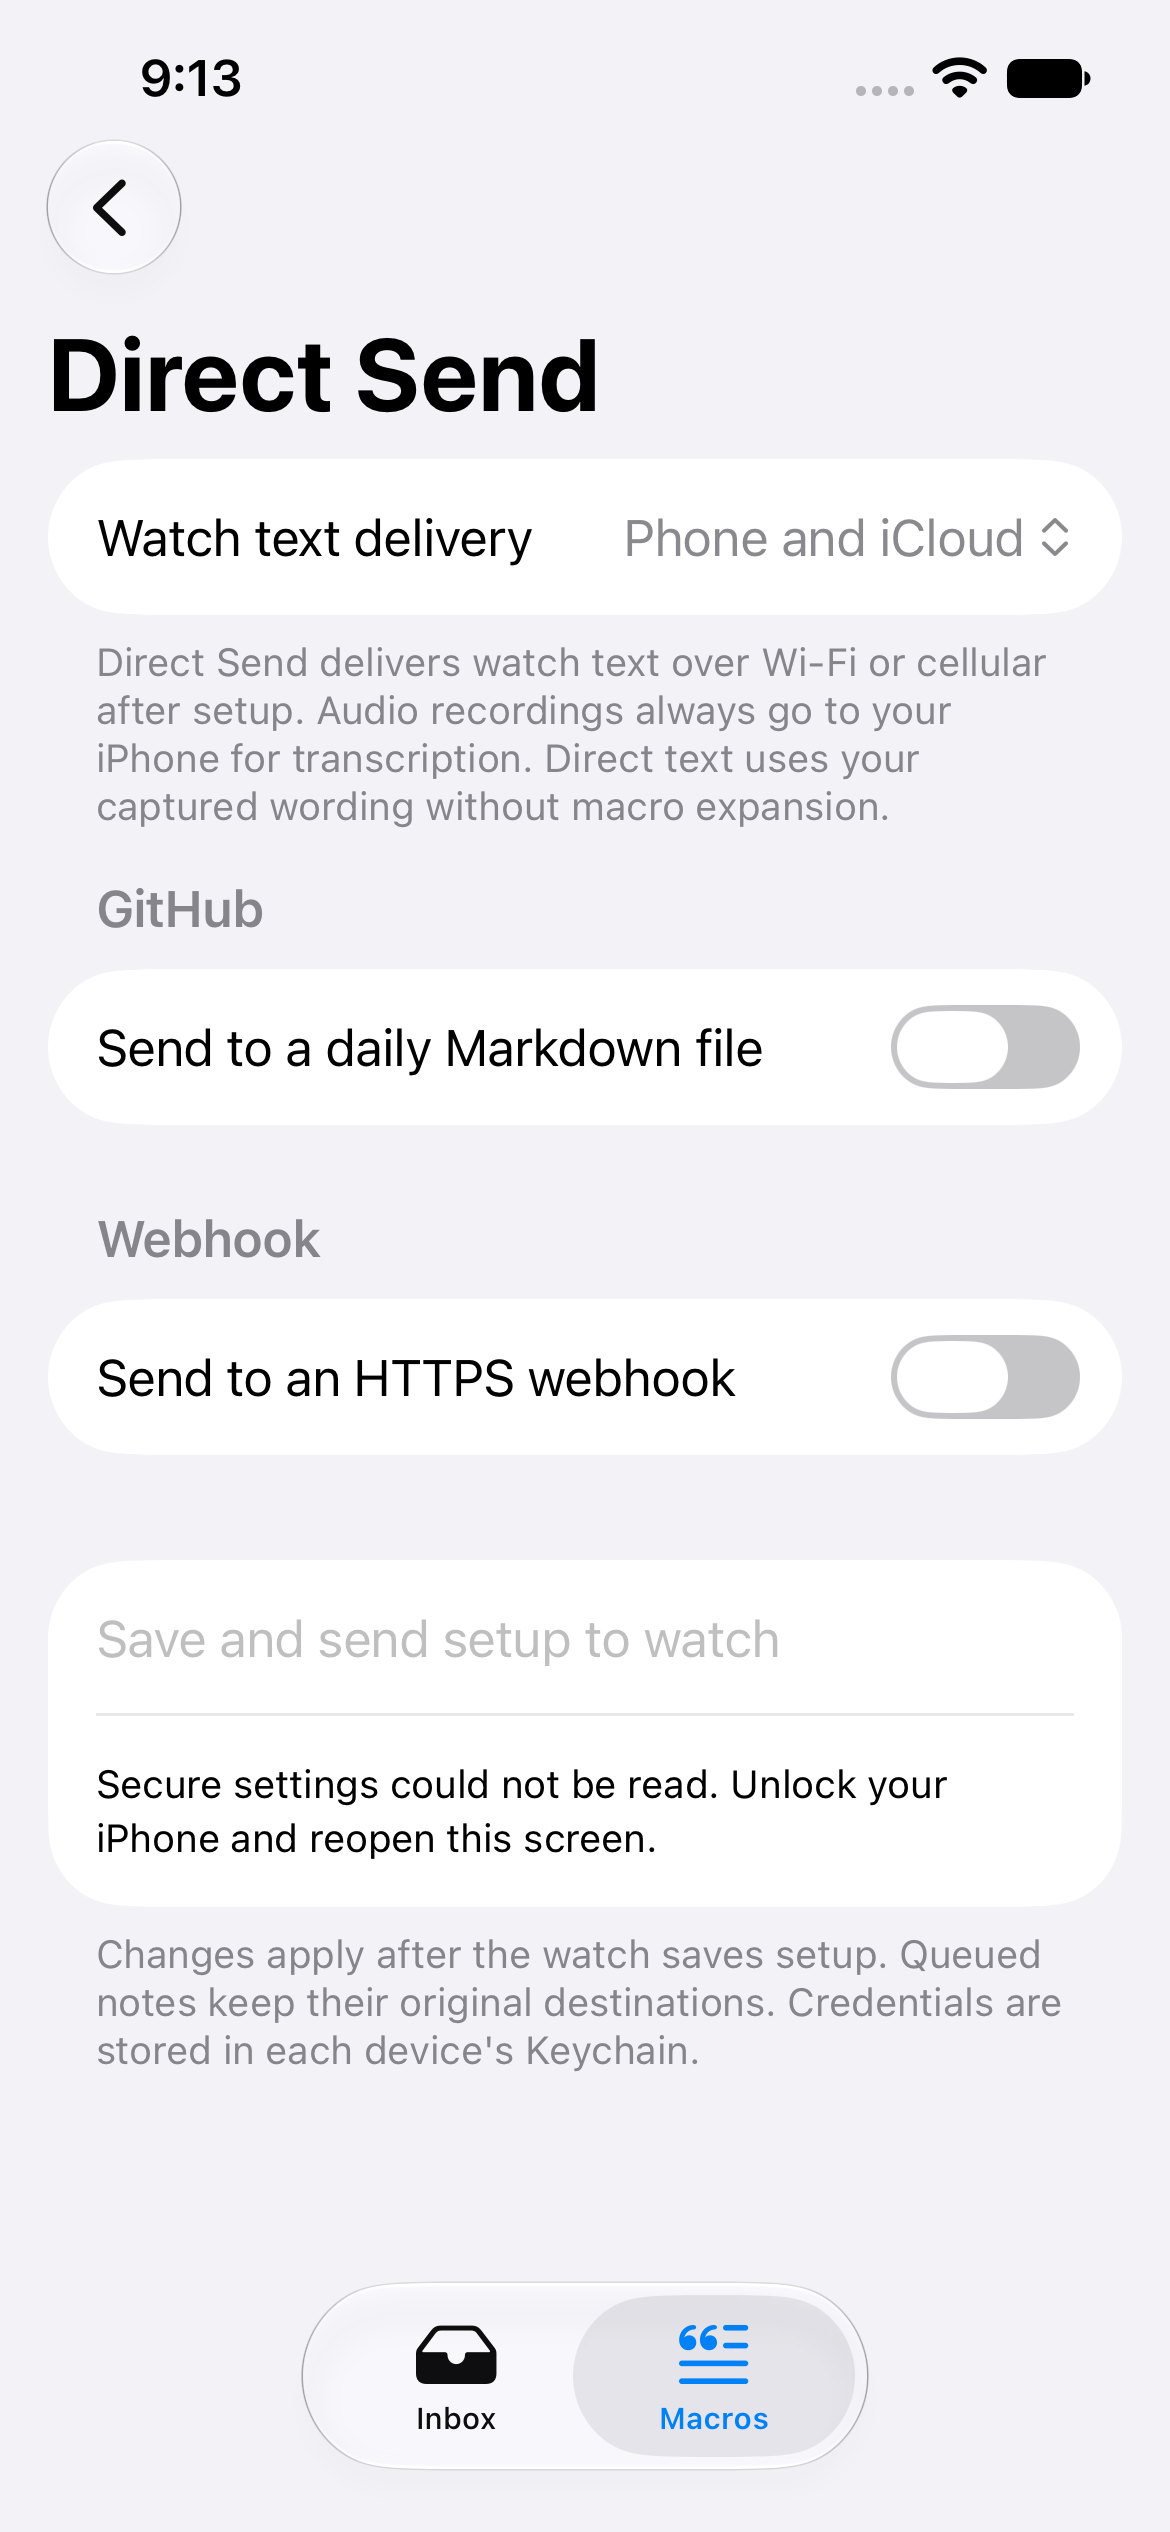 9:13
Direct Send
Watch text delivery
Phone and iCloud
Direct Send delivers watch text over Wi-Fi or cellular
after setup. Audio recordings always go to your
iPhone for transcription. Direct text uses your
captured wording without macro expansion.
GitHub
Send to a daily Markdown file
Webhook
Send to an HTTPS webhook
Save and send setup to watch
Secure settings could not be read. Unlock your
iPhone and reopen this screen.
Changes apply after the watch saves setup. Queued
notes keep their original destinations. Credentials are
stored in each device's Keychain.
Inbox
Macros